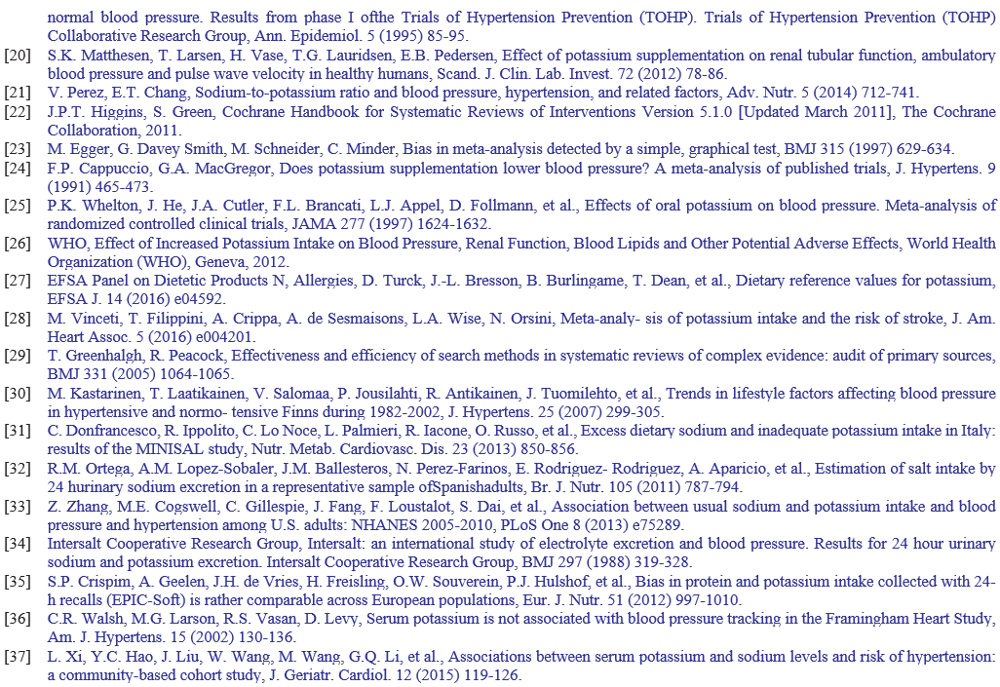 normal blood pressure. Results from phase I ofthe Trials of Hypertension Prevention (TOHP). Trials of Hypertension Prevention (TOHP)
Collaborative Research Group, Ann. Epidemiol. 5 (1995) 85-95.
[20] S.K. Matthesen, T. Larsen, H. Vase, T.G. Lauridsen, E.B. Pedersen, Effect of potassium supplementation on renal tubular function, ambulatory
blood pressure and pulse wave velocity in healthy humans, Scand. J. Clin. Lab. Invest. 72 (2012) 78-86.
[21] V. Perez, E.T. Chang, Sodium-to-potassium ratio and blood pressure, hypertension, and related factors, Adv. Nutr. 5 (2014) 712-741.
[22] J.P.T. Higgins, S. Green, Cochrane Handbook for Systematic Reviews of Interventions Version 5.1.0 [Updated March 2011], The Cochrane
Collaboration, 2011.
[23] M. Egger, G. Davey Smith, M. Schneider, C. Minder, Bias in meta-analysis detected by a simple, graphical test, BMJ 315 (1997) 629-634.
[24] F.P. Cappuccio, G.A. MacGregor, Does potassium supplementation lower blood pressure? A meta-analysis of published trials, J. Hypertens. 9
(1991) 465-473.
[25] P.K. Whelton, J. He, J.A. Cutler, F.L. Brancati, L.J. Appel, D. Follmann, et al., Effects of oral potassium on blood pressure. Meta-analysis of
randomized controlled clinical trials, JAMA 277 (1997) 1624-1632.
[26] WHO, Effect of Increased Potassium Intake on Blood Pressure, Renal Function, Blood Lipids and Other Potential Adverse Effects, World Health
Organization (WHO), Geneva, 2012.
[27] EFSA Panel on Dietetic Products N, Allergies, D. Turck, J.-L. Bresson, B. Burlingame, T. Dean, et al., Dietary reference values for potassium,
EFSA J. 14 (2016) e04592.
[28] M. Vinceti, T. Filippini, A. Crippa, A. de Sesmaisons, L.A. Wise, N. Orsini, Meta-analy- sis of potassium intake and the risk of stroke, J. Am.
Heart Assoc. 5 (2016) e004201.
[29] T. Greenhalgh, R. Peacock, Effectiveness and efficiency of search methods in systematic reviews of complex evidence: audit of primary sources,
BMJ 331 (2005) 1064-1065.
[30] M. Kastarinen, T. Laatikainen, V. Salomaa, P. Jousilahti, R. Antikainen, J. Tuomilehto, et al., Trends in lifestyle factors affecting blood pressure
in hypertensive and normo- tensive Finns during 1982-2002, J. Hypertens. 25 (2007) 299-305.
[31] C. Donfrancesco, R. Ippolito, C. Lo Noce, L. Palmieri, R. Iacone, O. Russo, et al., Excess dietary sodium and inadequate potassium intake in Italy:
results of the MINISAL study, Nutr. Metab. Cardiovasc. Dis. 23 (2013) 850-856.
[32] R.M. Ortega, A.M. Lopez-Sobaler, J.M. Ballesteros, N. Perez-Farinos, E. Rodriguez- Rodriguez, A. Aparicio, et al., Estimation of salt intake by
24 hurinary sodium excretion in a representative sample ofSpanishadults, Br. J. Nutr. 105 (2011) 787-794.
[33] Z. Zhang, M.E. Cogswell, C. Gillespie, J. Fang, F. Loustalot, S. Dai, et al., Association between usual sodium and potassium intake and blood
pressure and hypertension among U.S. adults: NHANES 2005-2010, PLoS One 8 (2013) e75289.
[34] Intersalt Cooperative Research Group, Intersalt: an international study of electrolyte excretion and blood pressure. Results for 24 hour urinary
sodium and potassium excretion. Intersalt Cooperative Research Group, BMJ 297 (1988) 319-328.
[35] S.P. Crispim, A. Geelen, J.H. de Vries, H. Freisling, O.W. Souverein, P.J. Hulshof, et al., Bias in protein and potassium intake collected with 24-
h recalls (EPIC-Soft) is rather comparable across European populations, Eur. J. Nutr. 51 (2012) 997-1010.
[36] C.R. Walsh, M.G. Larson, R.S. Vasan, D. Levy, Serum potassium is not associated with blood pressure tracking in the Framingham Heart Study,
Am. J. Hypertens. 15 (2002) 130-136.
[37] L. Xi, Y.C. Hao, J. Liu, W. Wang, M. Wang, G.Q. Li, et al., Associations between serum potassium and sodium levels and risk of hypertension:
a community-based cohort study, J. Geriatr. Cardiol. 12 (2015) 119-126.